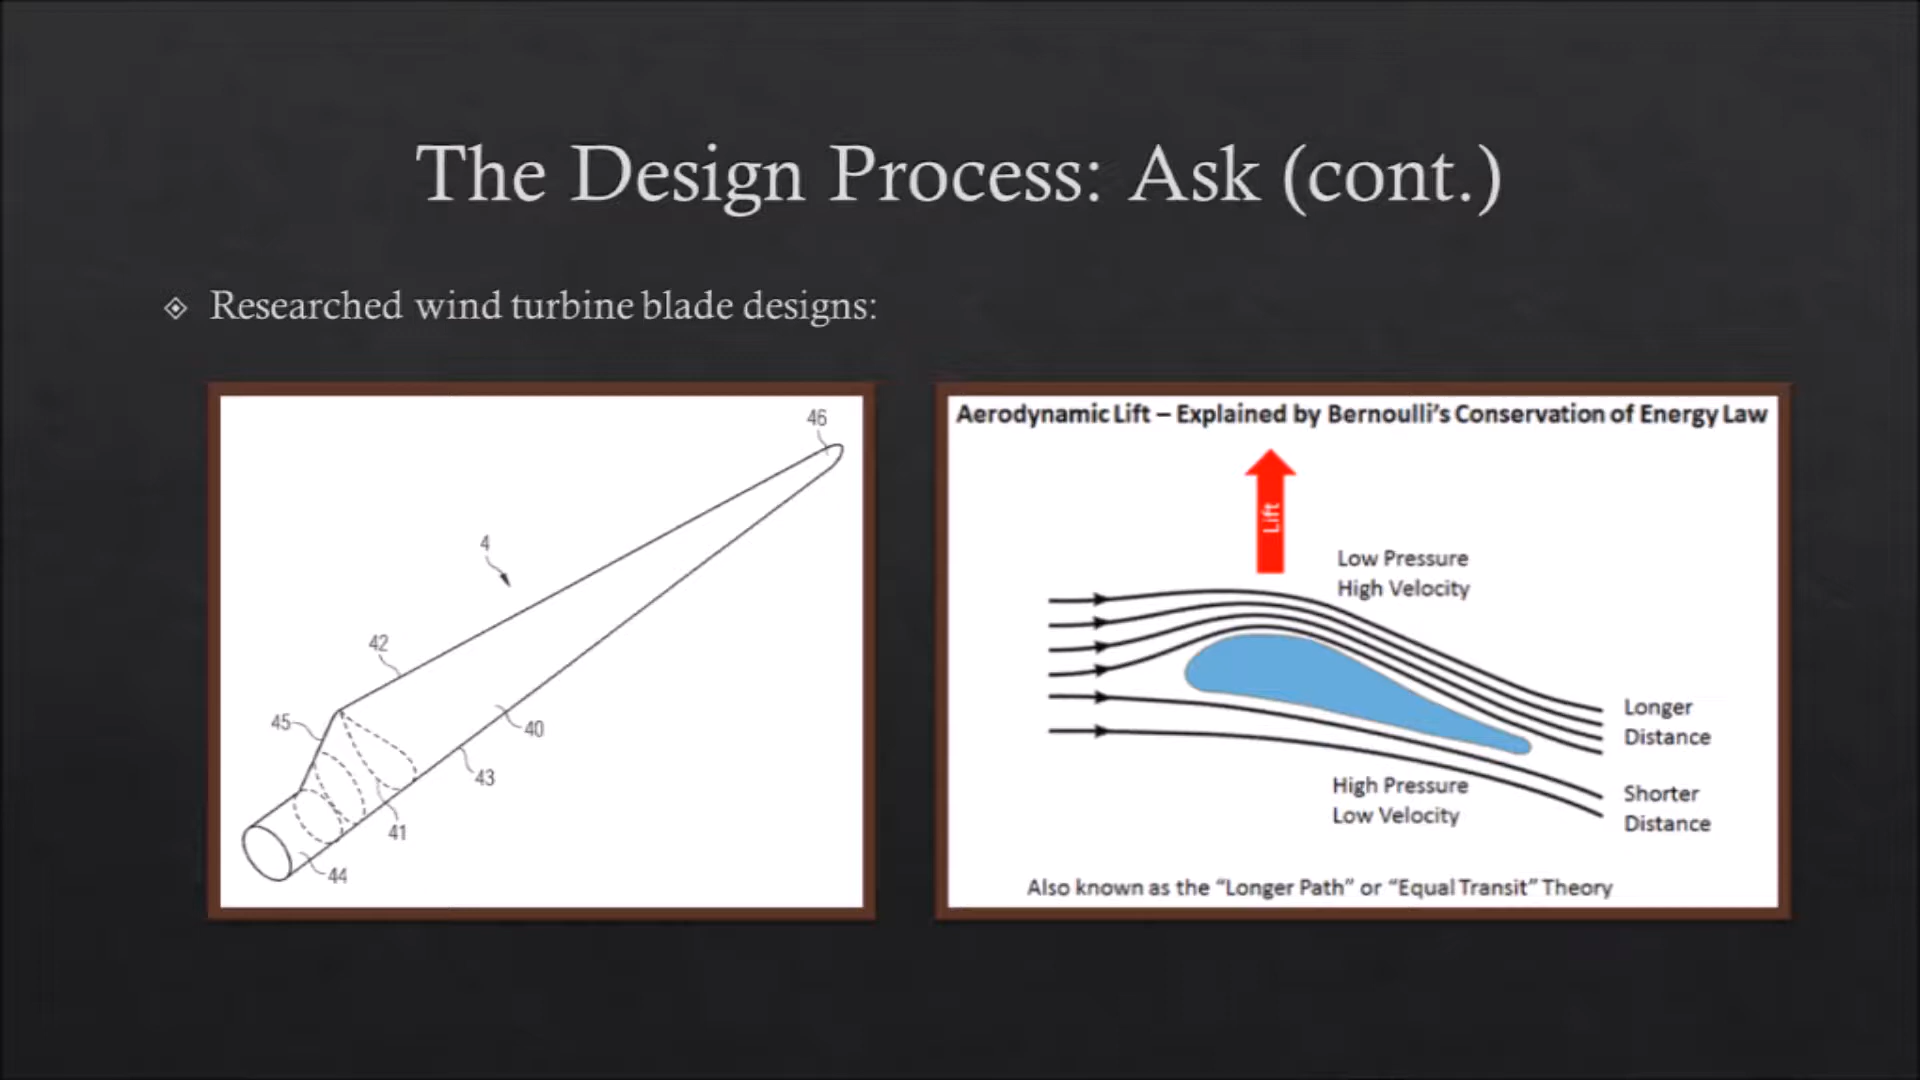 The Design Process: Ask (cont.)
Researched wind turbine blade designs:
46
4
42
45
40
43
41
44
Aerodynamic Lift – Explained by Bernoulli's Conservation of Energy Law
Lift
Low Pressure
High Velocity
Longer
Distance
High Pressure
Low Velocity
Shorter
Distance
Also known as the “Longer Path” or “Equal Transit” Theory